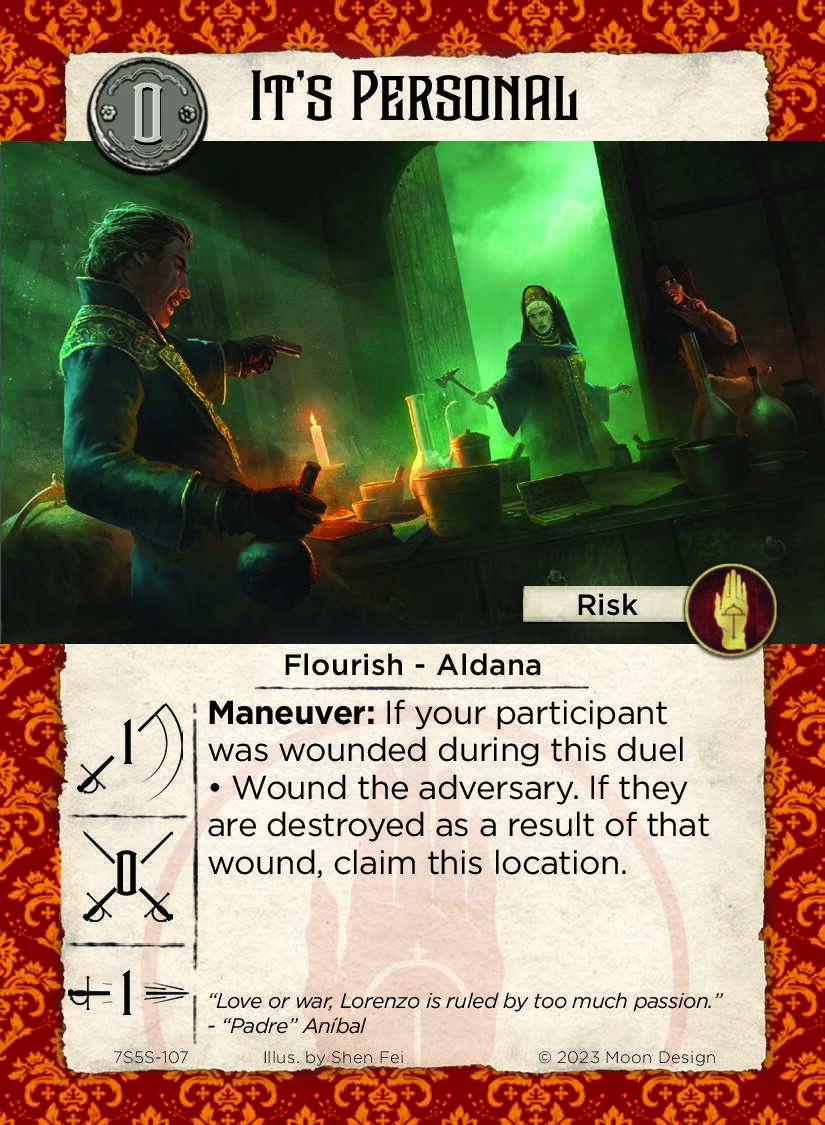 0
It's Personal
Risk
Flourish - Aldana
1
0
1
Maneuver: If your participant
was wounded during this duel
• Wound the adversary. If they
are destroyed as a result of that
wound, claim this location.
“Love or war, Lorenzo is ruled by too much passion.”
- “Padre” Aníbal
7S5S-107 Illus. by Shen Fei © 2023 Moon Design